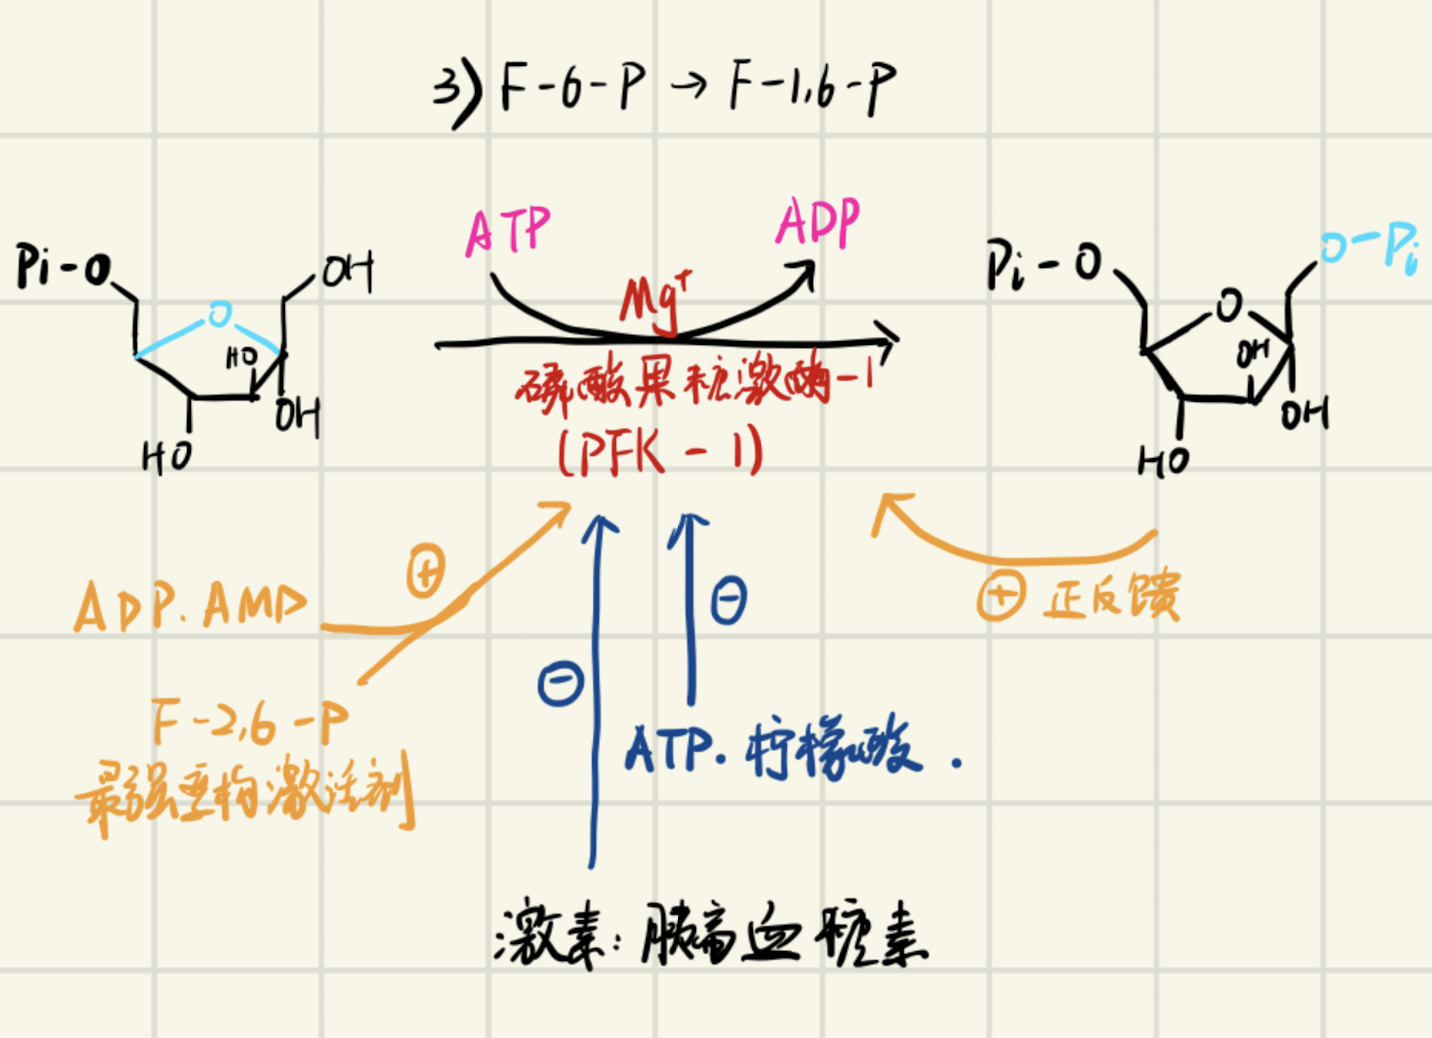 3) F-6-P → F-1,6-P
ATP
ADP
Pi-O
OH
O
HO
OH
HO
Mg⁺
磷酸果糖激酶-1
(PFK-1)
Pi-O
O-Pi
O
OH
OH
HO
ADP.AMP
⊕
F-2,6-P
最强变构激活剂
⊖
⊖
ATP.柠檬酸.
⊕ 正反馈
激素:胰高血糖素